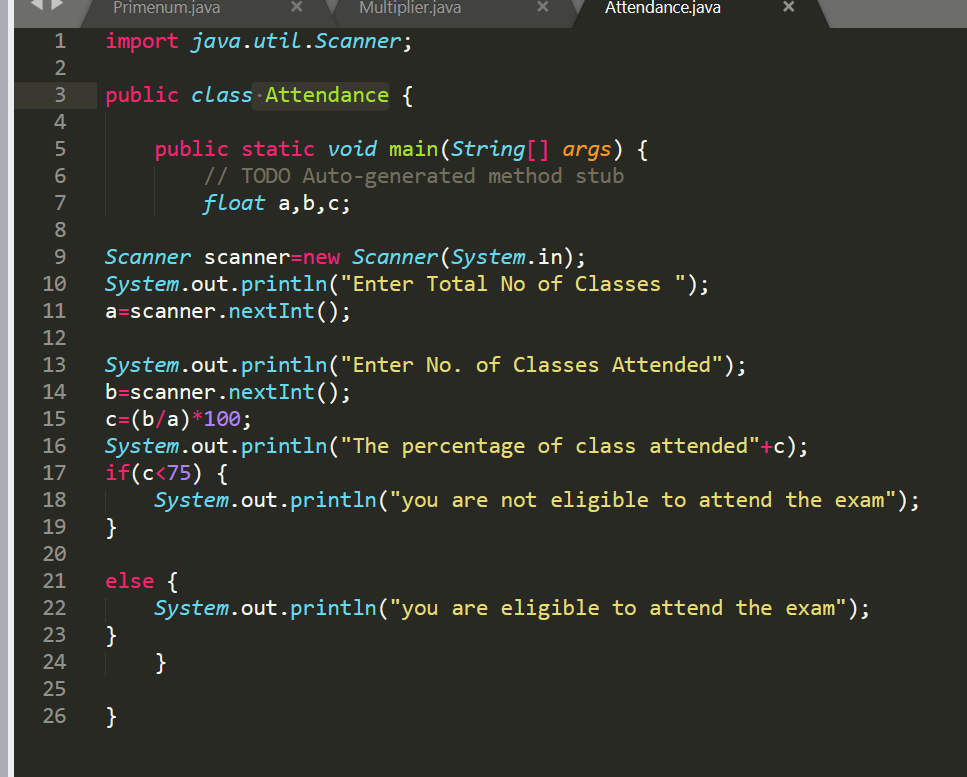 Primenum.java × Multiplier.java × Attendance.java ×
1 import java.util.Scanner;
2
3 public class Attendance {
4
5     public static void main(String[] args) {
6         // TODO Auto-generated method stub
7         float a,b,c;
8
9 Scanner scanner=new Scanner(System.in);
10 System.out.println("Enter Total No of Classes ");
11 a=scanner.nextInt();
12
13 System.out.println("Enter No. of Classes Attended");
14 b=scanner.nextInt();
15 c=(b/a)*100;
16 System.out.println("The percentage of class attended"+c);
17 if(c<75) {
18     System.out.println("you are not eligible to attend the exam");
19 }
20
21 else {
22     System.out.println("you are eligible to attend the exam");
23 }
24     }
25
26 }